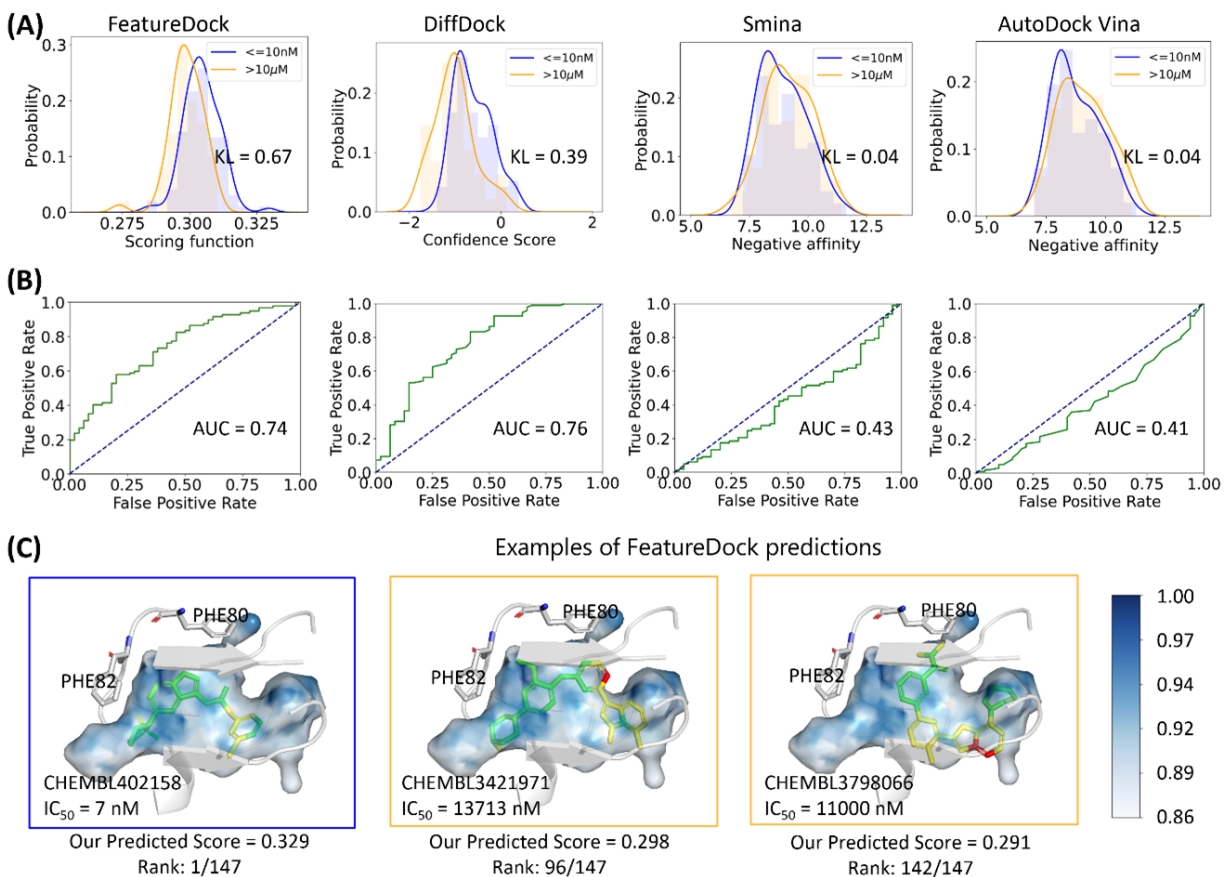 (A)
FeatureDock
DiffDock
Smina
AutoDock Vina
Probability
0.3
0.2
0.1
0.0
<=10nM
>10μM
KL = 0.67
0.275 0.300 0.325
Scoring function
Probability
0.2
0.1
0.0
<=10nM
>10μM
KL = 0.39
−2 0 2
Confidence Score
Probability
0.2
0.1
0.0
<=10nM
>10μM
KL = 0.04
5.0 7.5 10.0 12.5
Negative affinity
Probability
0.2
0.1
0.0
<=10nM
>10μM
KL = 0.04
5.0 7.5 10.0 12.5
Negative affinity
(B)
True Positive Rate
1.0
0.8
0.6
0.4
0.2
0.0
AUC = 0.74
0.00 0.25 0.50 0.75 1.00
False Positive Rate
True Positive Rate
1.0
0.8
0.6
0.4
0.2
0.0
AUC = 0.76
0.00 0.25 0.50 0.75 1.00
False Positive Rate
True Positive Rate
1.0
0.8
0.6
0.4
0.2
0.0
AUC = 0.43
0.00 0.25 0.50 0.75 1.00
False Positive Rate
True Positive Rate
1.0
0.8
0.6
0.4
0.2
0.0
AUC = 0.41
0.00 0.25 0.50 0.75 1.00
False Positive Rate
(C)
Examples of FeatureDock predictions
PHE80
PHE82
CHEMBL402158
IC50 = 7 nM
Our Predicted Score = 0.329
Rank: 1/147
PHE80
PHE82
CHEMBL3421971
IC50 = 13713 nM
Our Predicted Score = 0.298
Rank: 96/147
PHE80
PHE82
CHEMBL3798066
IC50 = 11000 nM
Our Predicted Score = 0.291
Rank: 142/147
1.00
0.97
0.94
0.92
0.89
0.86